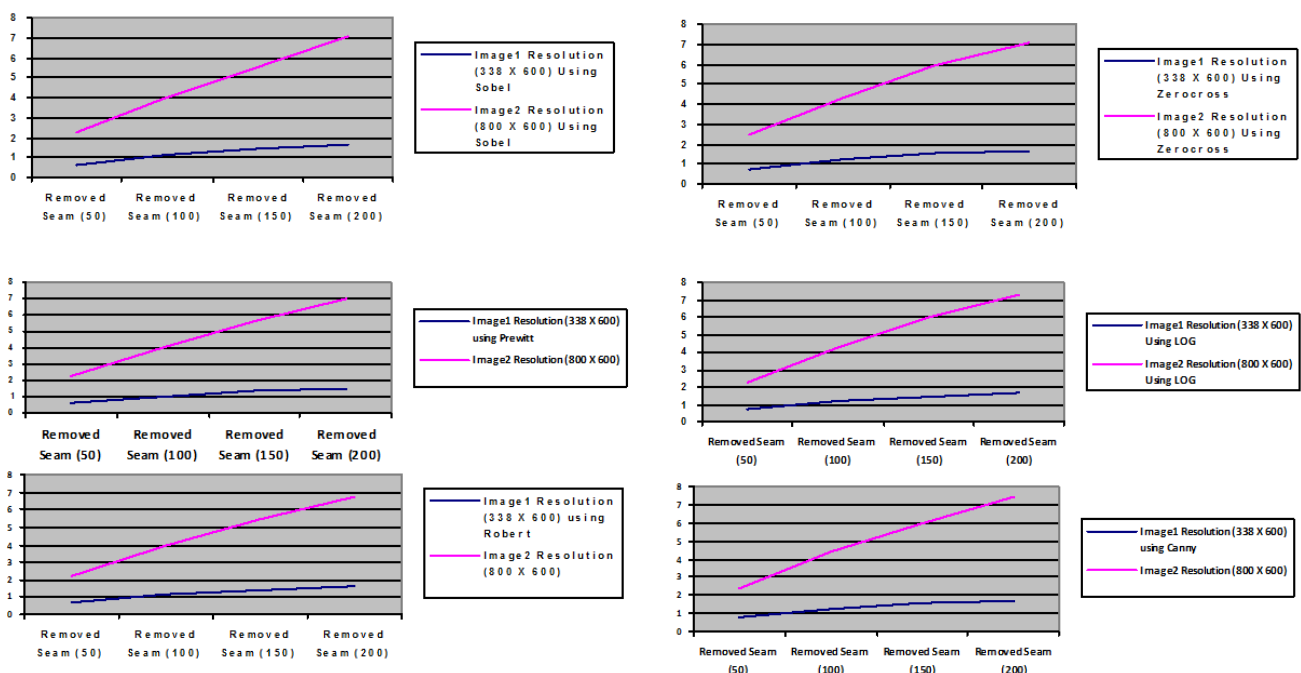 8
7
6
5
4
3
2
1
0
Removed Seam (50)
Removed Seam (100)
Removed Seam (150)
Removed Seam (200)
Image1 Resolution
(338 X 600) Using
Sobel
Image2 Resolution
(800 X 600) Using
Sobel
8
7
6
5
4
3
2
1
0
Removed Seam (50)
Removed Seam (100)
Removed Seam (150)
Removed Seam (200)
Image1 Resolution
(338 X 600) Using
Zerocross
Image2 Resolution
(800 X 600) Using
Zerocross
8
7
6
5
4
3
2
1
0
Removed Seam (50)
Removed Seam (100)
Removed Seam (150)
Removed Seam (200)
Image1 Resolution (338 X 600)
using Prewitt
Image2 Resolution (800 X 600)
8
7
6
5
4
3
2
1
0
Removed Seam (50)
Removed Seam (100)
Removed Seam (150)
Removed Seam (200)
Image1 Resolution (338 X 600)
Using LOG
Image2 Resolution (800 X 600)
Using LOG
8
7
6
5
4
3
2
1
0
Removed Seam (50)
Removed Seam (100)
Removed Seam (150)
Removed Seam (200)
Image1 Resolution
(338 X 600) using
Robert
Image2 Resolution
(800 X 600)
8
7
6
5
4
3
2
1
0
Removed Seam (50)
Removed Seam (100)
Removed Seam (150)
Removed Seam (200)
Image1 Resolution (338 X 600)
using Canny
Image2 Resolution (800 X 600)